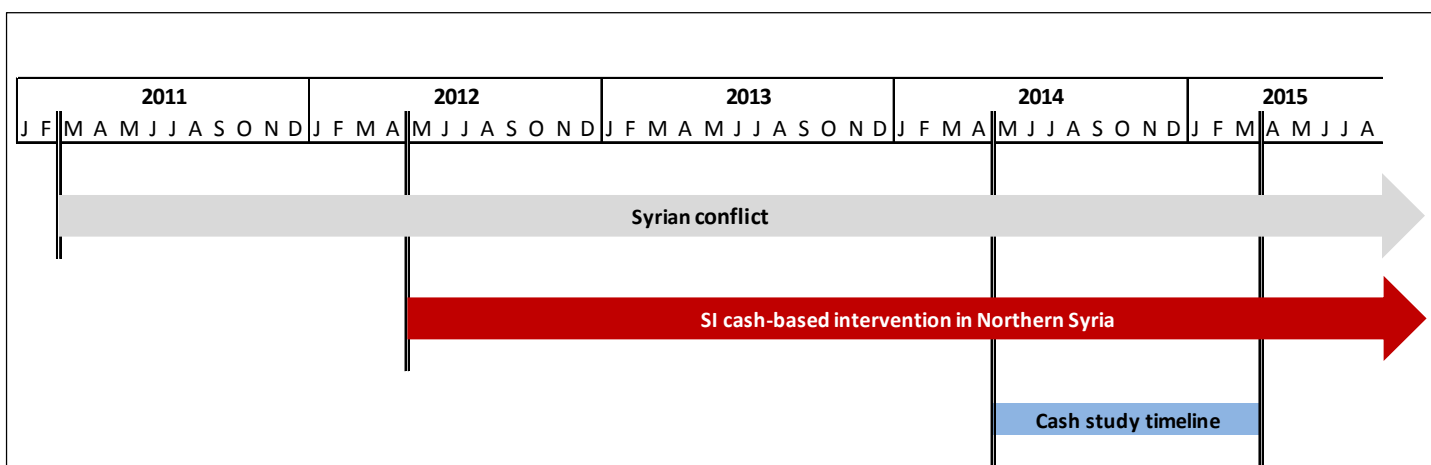 2011 2012 2013 2014 2015
J F M A M J J A S O N D J F M A M J J A S O N D J F M A M J J A S O N D J F M A M J J A S O N D J F M A M J J A
Syrian conflict
SI cash-based intervention in Northern Syria
Cash study timeline